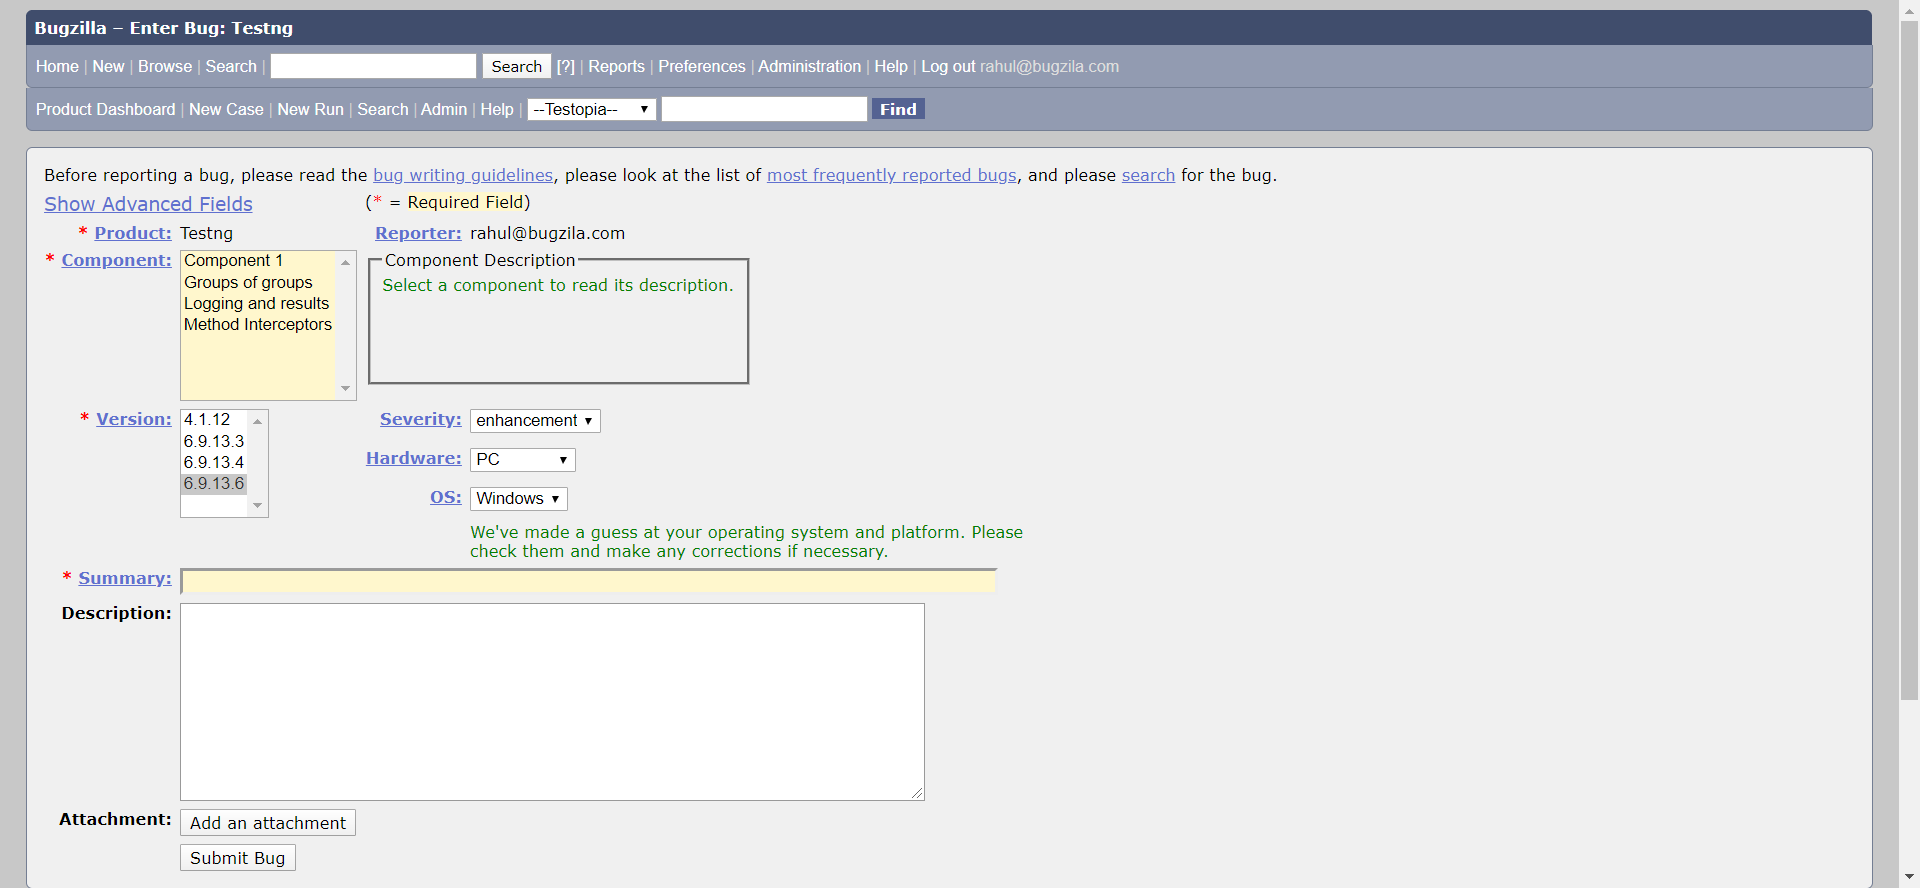 Bugzilla – Enter Bug: Testng
Home | New | Browse | Search | Search [?] | Reports | Preferences | Administration | Help | Log out rahul@bugzila.com
Product Dashboard | New Case | New Run | Search | Admin | Help | --Testopia-- Find
Before reporting a bug, please read the bug writing guidelines, please look at the list of most frequently reported bugs, and please search for the bug.
Show Advanced Fields (* = Required Field)
* Product: Testng Reporter: rahul@bugzila.com
* Component: Component 1
Groups of groups
Logging and results
Method Interceptors
Component Description
Select a component to read its description.
* Version: 4.1.12
6.9.13.3
6.9.13.4
6.9.13.6
Severity: enhancement
Hardware: PC
OS: Windows
We've made a guess at your operating system and platform. Please
check them and make any corrections if necessary.
* Summary:
Description:
Attachment: Add an attachment
Submit Bug